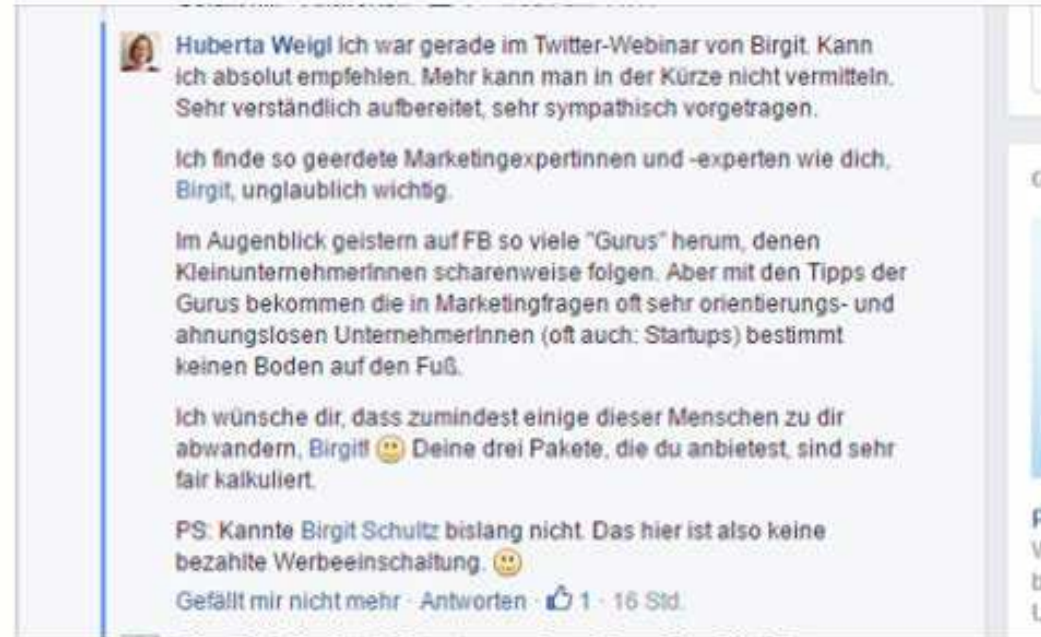 Huberta Weigl Ich war gerade im Twitter-Webinar von Birgit. Kann
ich absolut empfehlen. Mehr kann man in der Kürze nicht vermitteln.
Sehr verständlich aufbereitet, sehr sympathisch vorgetragen.
Ich finde so geerdete Marketingexpertinnen und -experten wie dich,
Birgit, unglaublich wichtig.
Im Augenblick geistern auf FB so viele "Gurus" herum, denen
KleinunternehmerInnen scharenweise folgen. Aber mit den Tipps der
Gurus bekommen die in Marketingfragen oft sehr orientierungs- und
ahnungslosen UnternehmerInnen (oft auch: Startups) bestimmt
keinen Boden auf den Fuß.
Ich wünsche dir, dass zumindest einige dieser Menschen zu dir
abwandern, Birgit! Deine drei Pakete, die du anbietest, sind sehr
fair kalkuliert.
PS: Kannte Birgit Schultz bislang nicht. Das hier ist also keine
bezahlte Werbeeinschaltung.
Gefällt mir nicht mehr · Antworten · 1 · 16 Std.